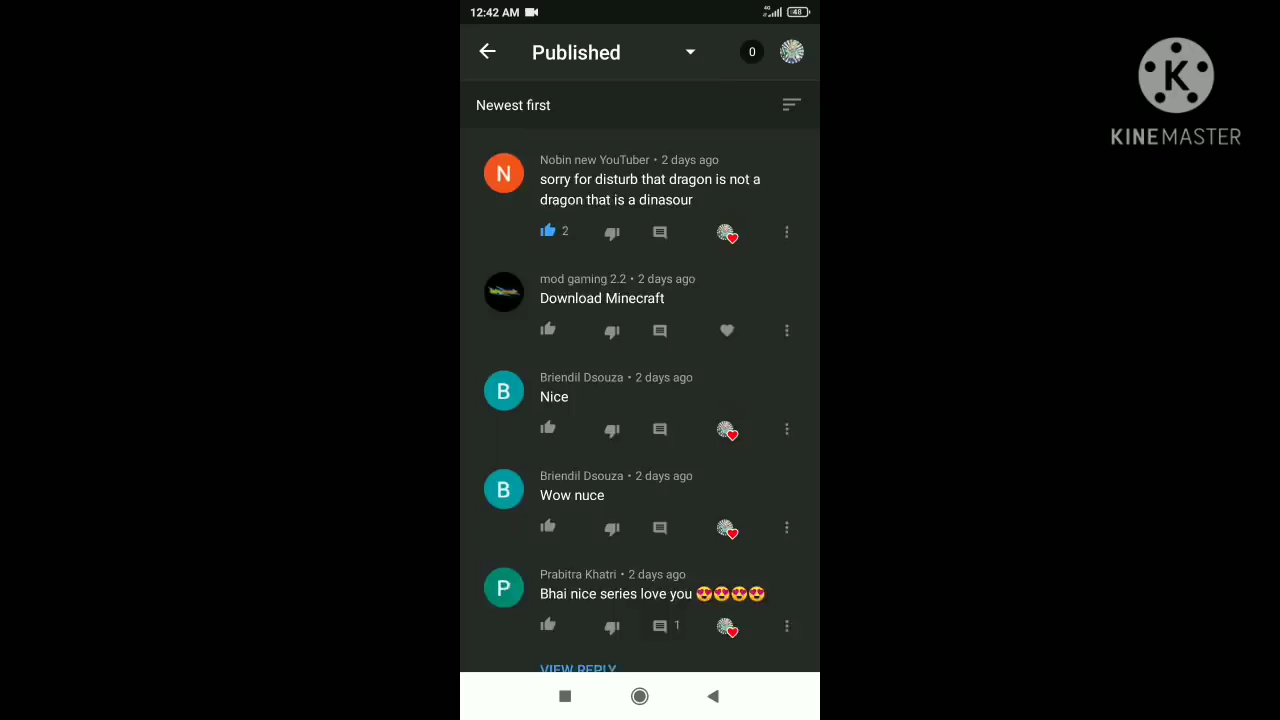 12:42 AM
4G
48
Published
0
Newest first
N
Nobin new YouTuber • 2 days ago
sorry for disturb that dragon is not a
dragon that is a dinasour
2
mod gaming 2.2 • 2 days ago
Download Minecraft
B
Briendil Dsouza • 2 days ago
Nice
B
Briendil Dsouza • 2 days ago
Wow nuce
P
Prabitra Khatri • 2 days ago
Bhai nice series love you 😍😍😍😍
1
VIEW REPLY
K
KINEMASTER